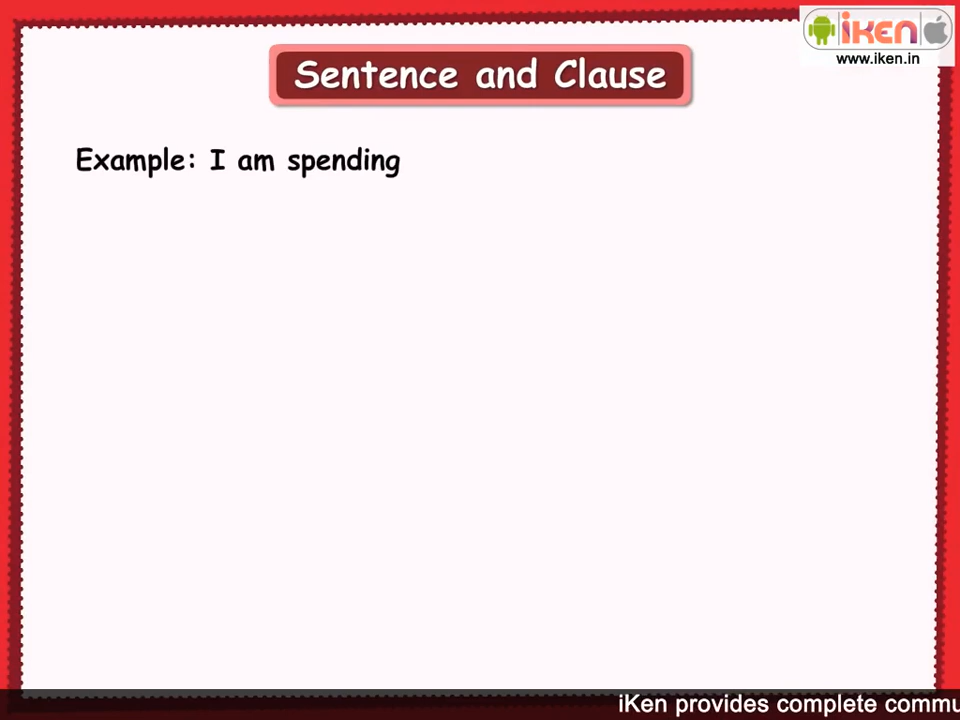 iKEN
www.iken.in
Sentence and Clause
Example: I am spending
iKen provides complete commu